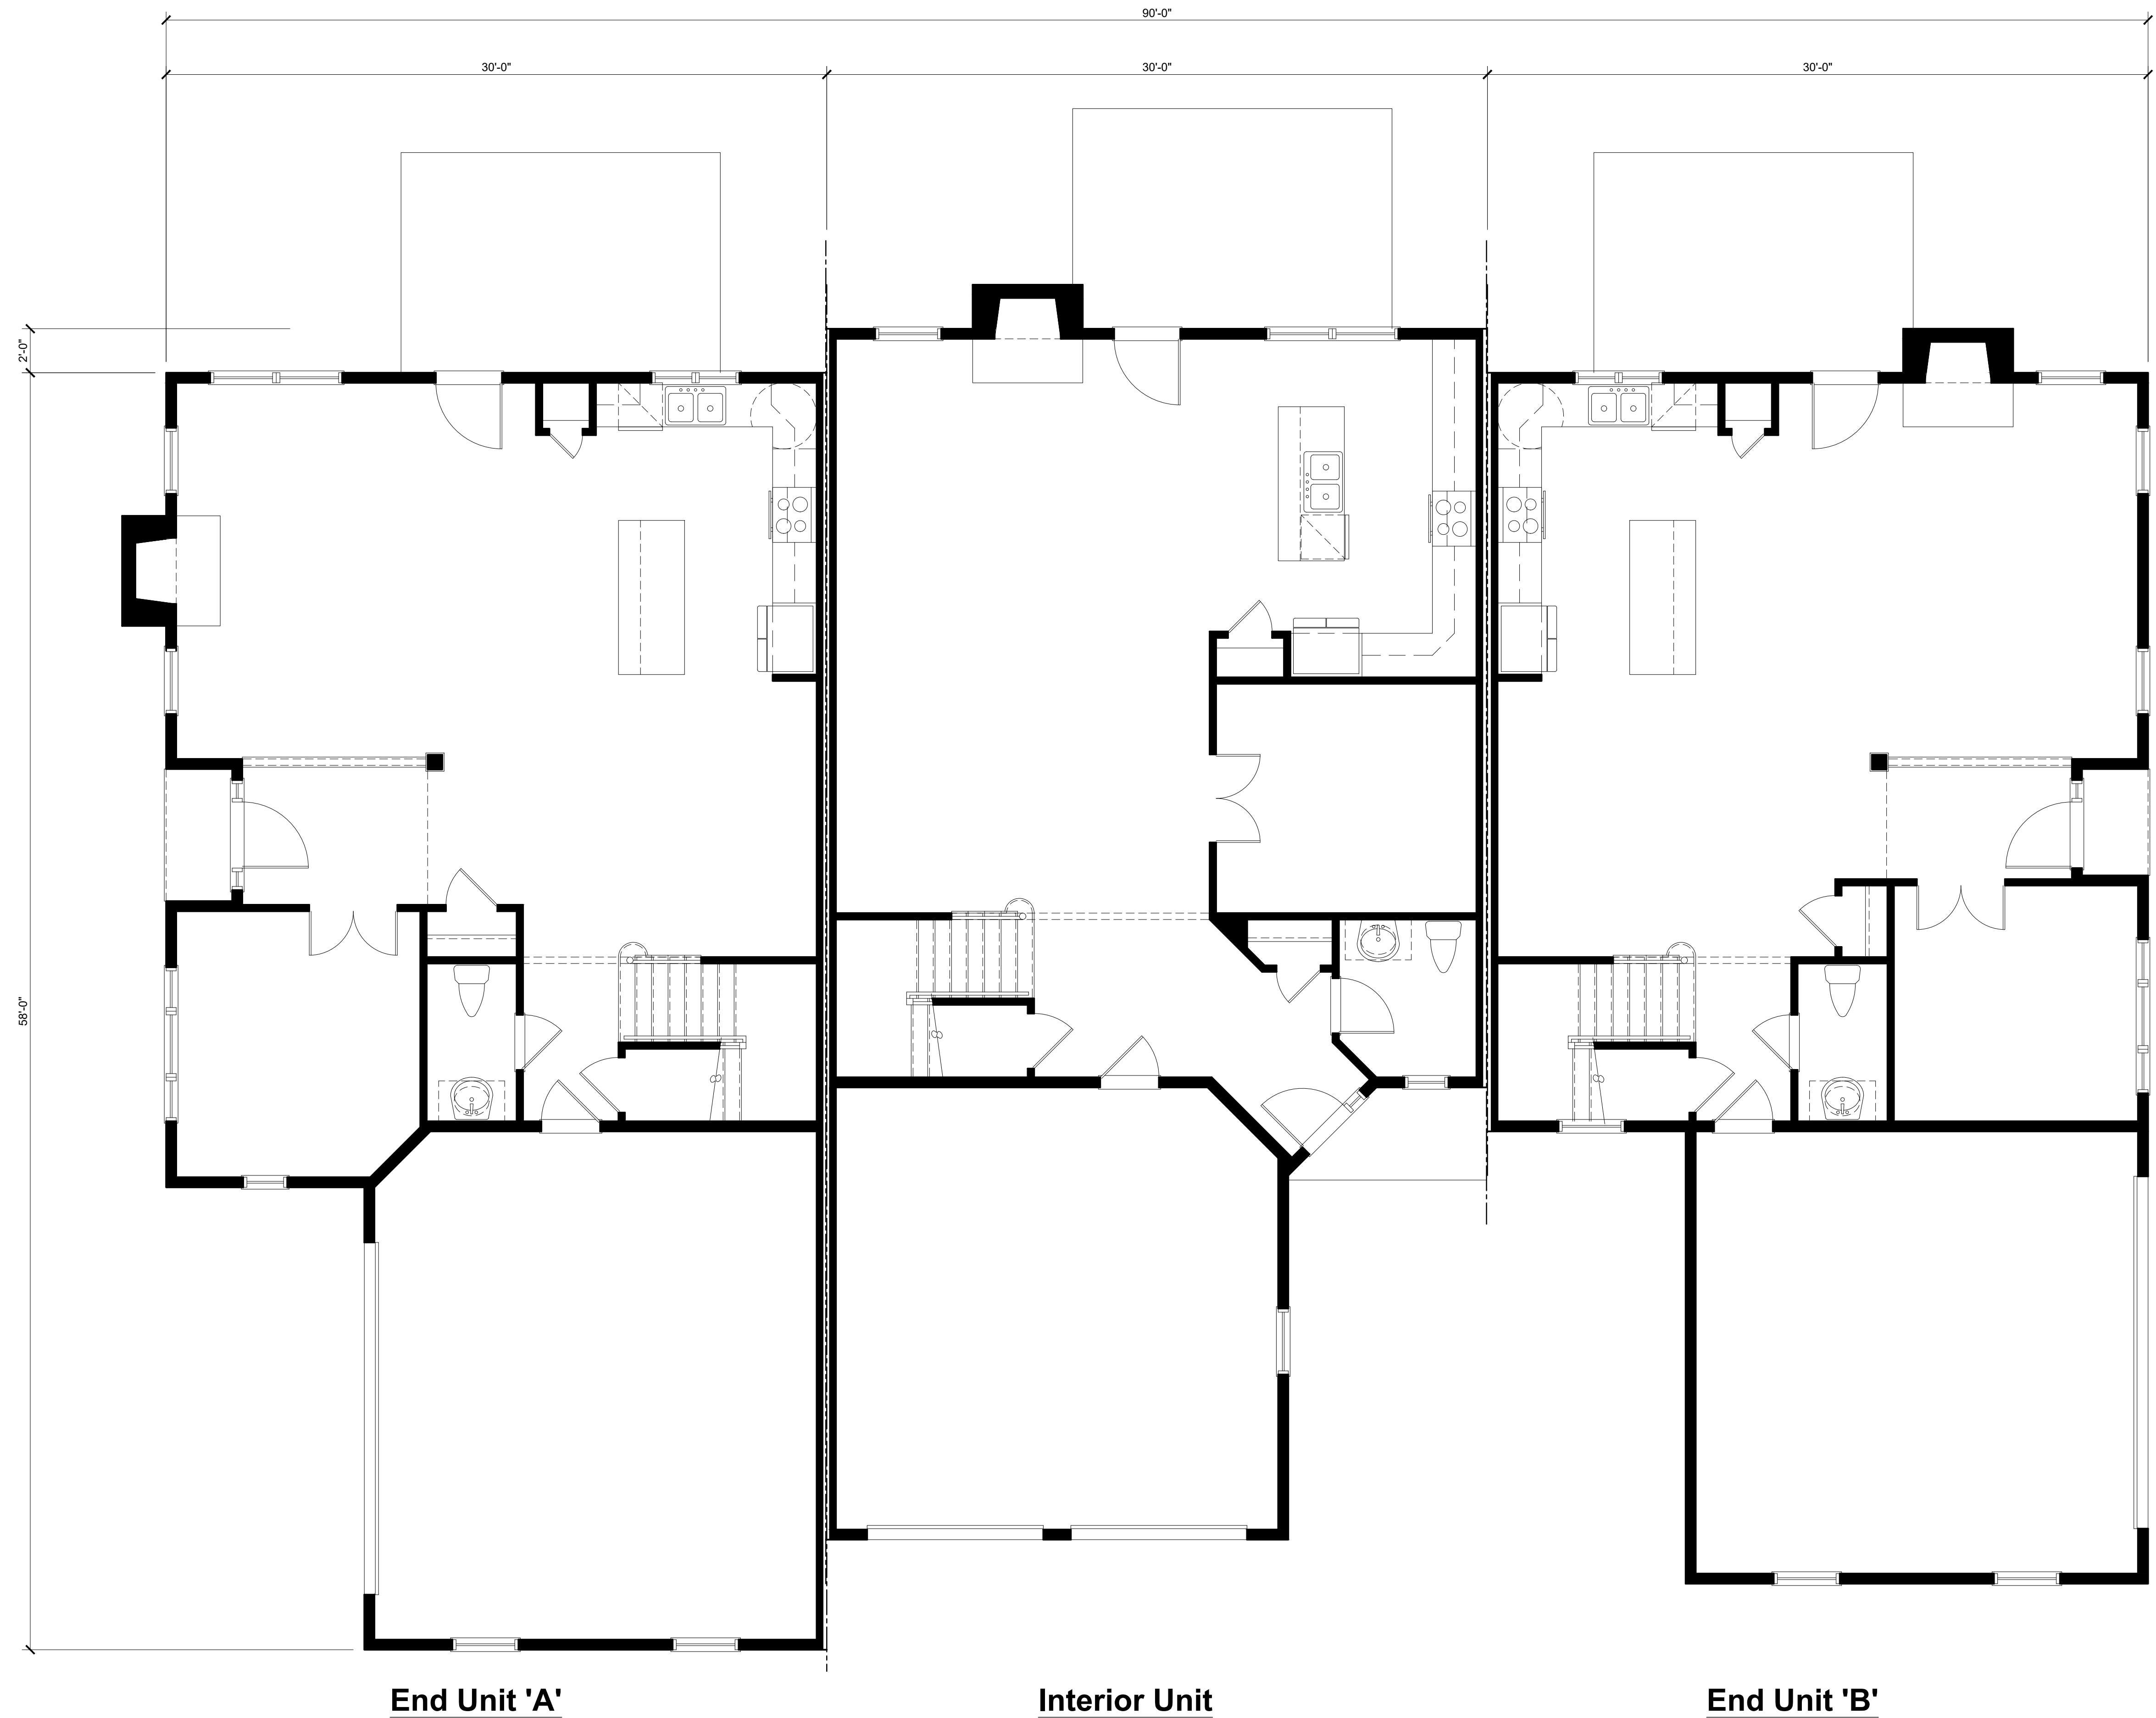 90'-0"
30'-0"
30'-0"
30'-0"
2'-0"
58'-0"
End Unit 'A'
Interior Unit
End Unit 'B'